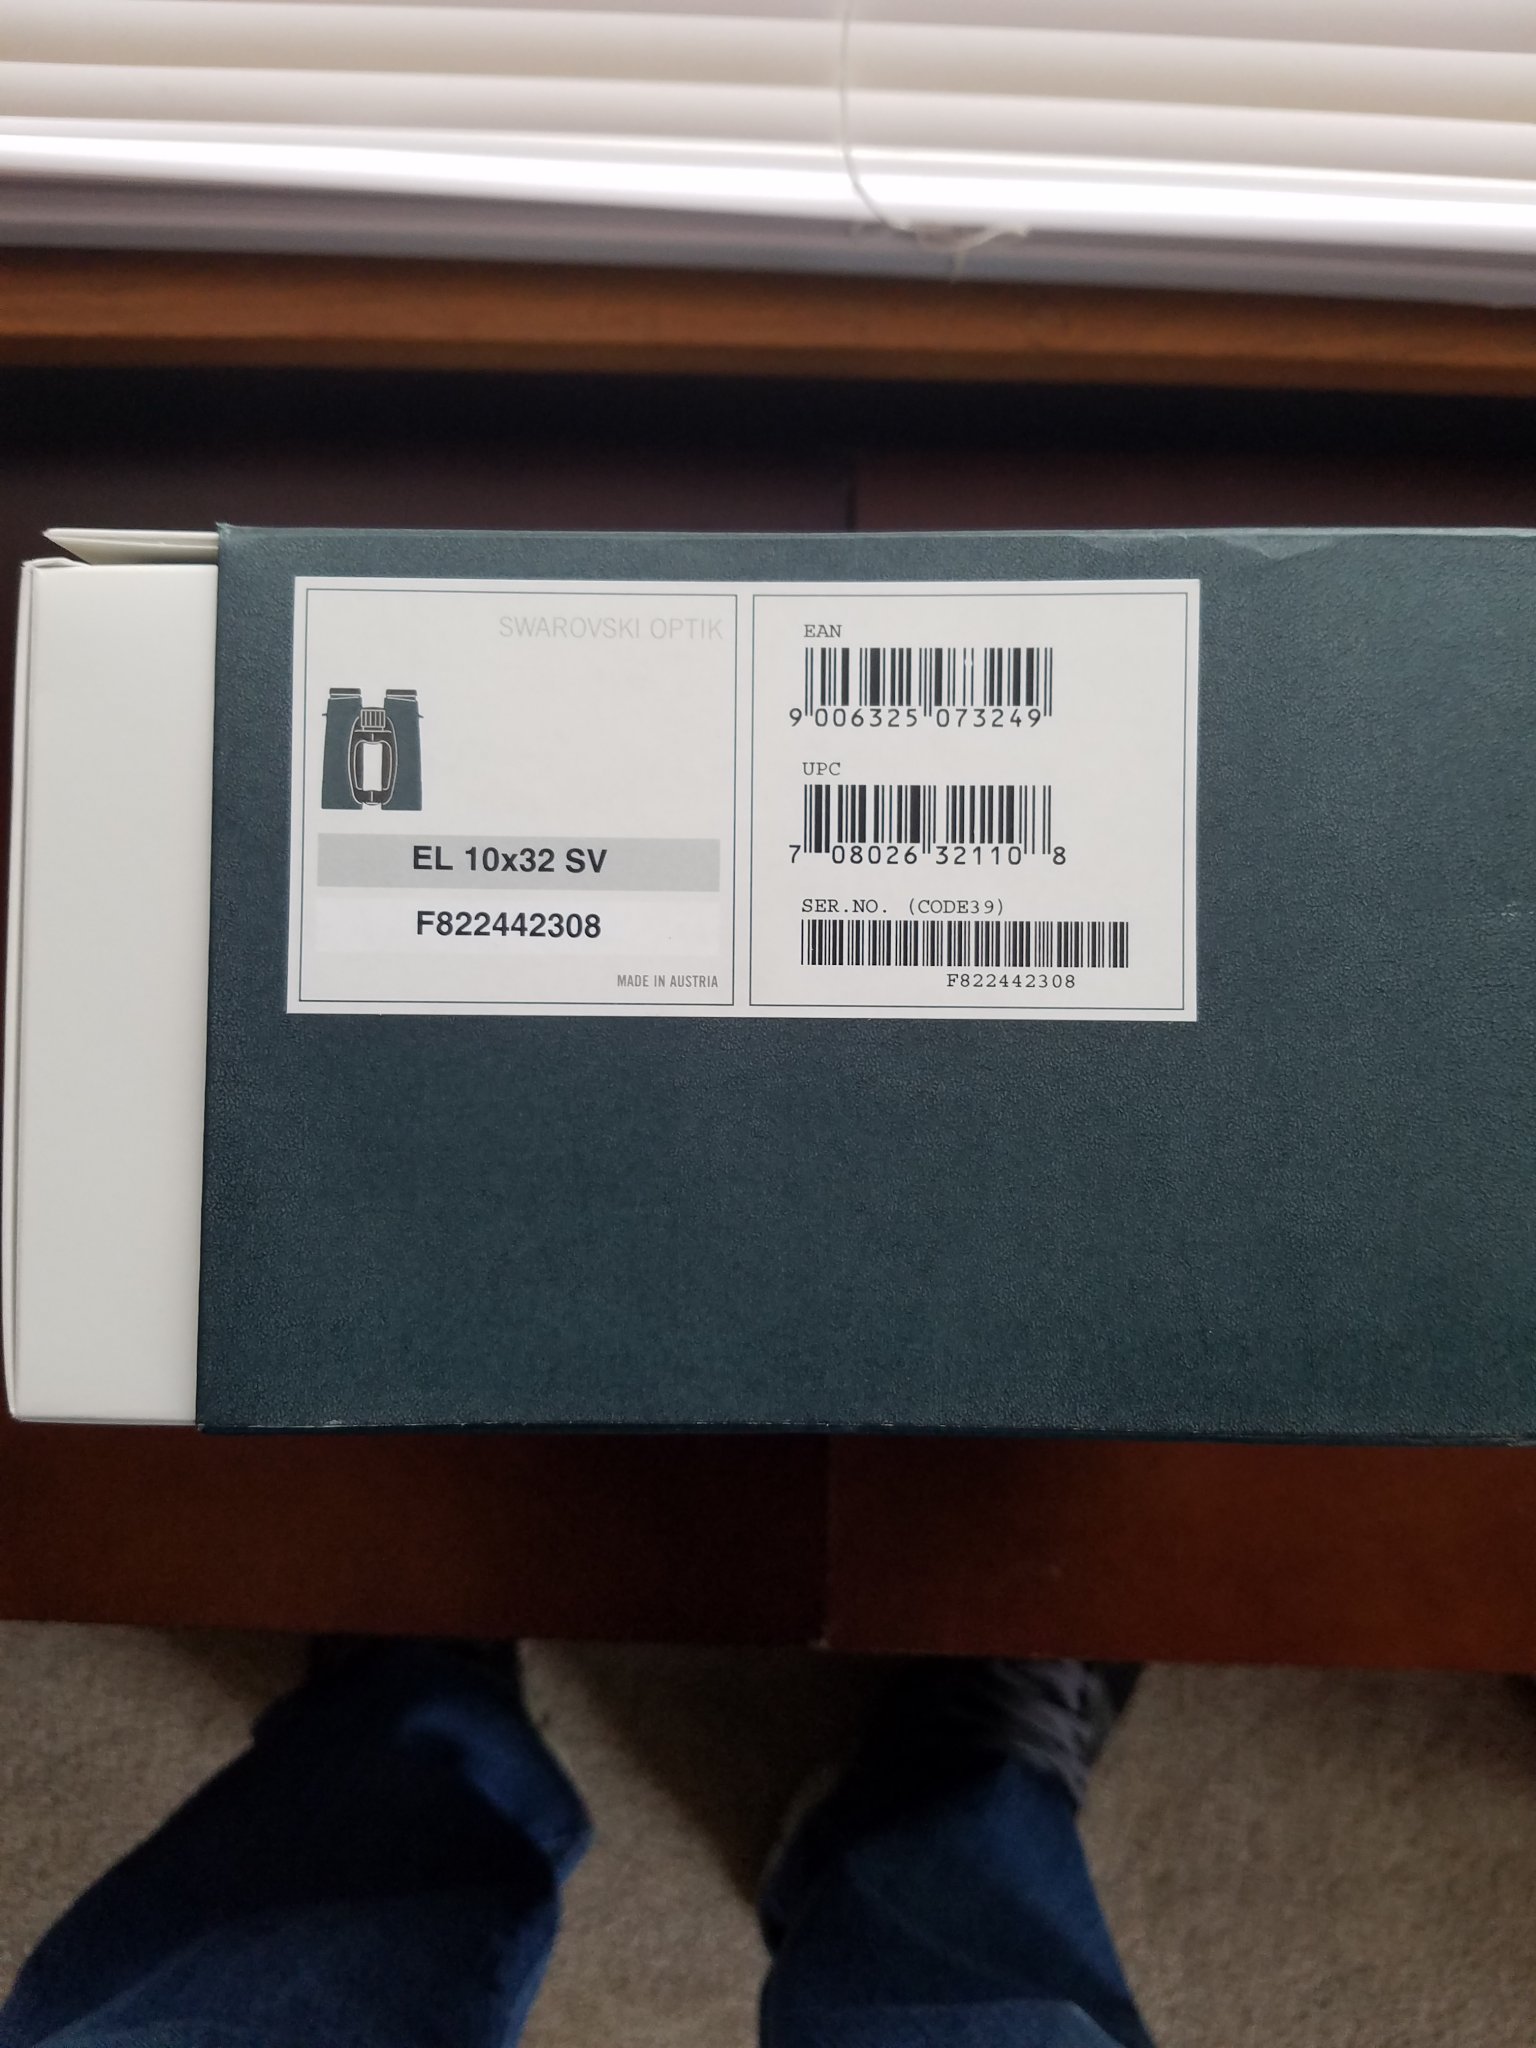 SWAROVSKI OPTIK
EL 10x32 SV
F822442308
MADE IN AUSTRIA
EAN
9 006325 073249
UPC
7 08026 32110 8
SER.NO. (CODE39)
F822442308